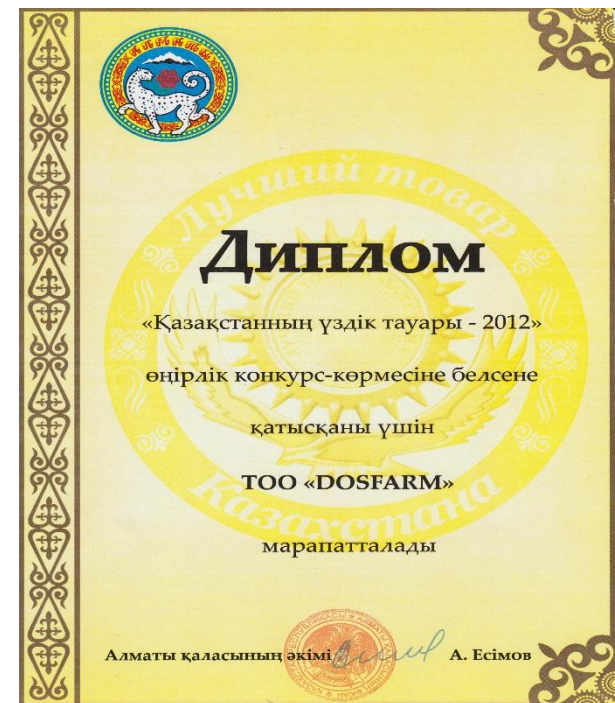 АЛМАТЫ
Лучший товар
Диплом
«Қазақстанның үздік тауары - 2012»
өңірлік конкурс-көрмесіне белсене
қатысқаны үшін
ТОО «DOSFARM»
Казахстана
марапатталады
Алматы қаласының әкімі
А. Есімов